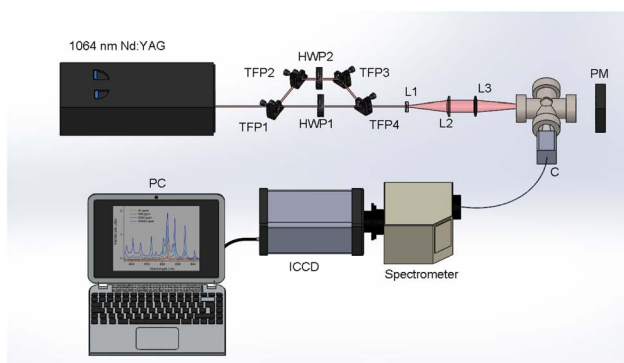 1064 nm Nd:YAG
HWP2
TFP2
TFP3
L1
L3
PM
TFP1
HWP1
TFP4
L2
C
PC
ICCD
Spectrometer